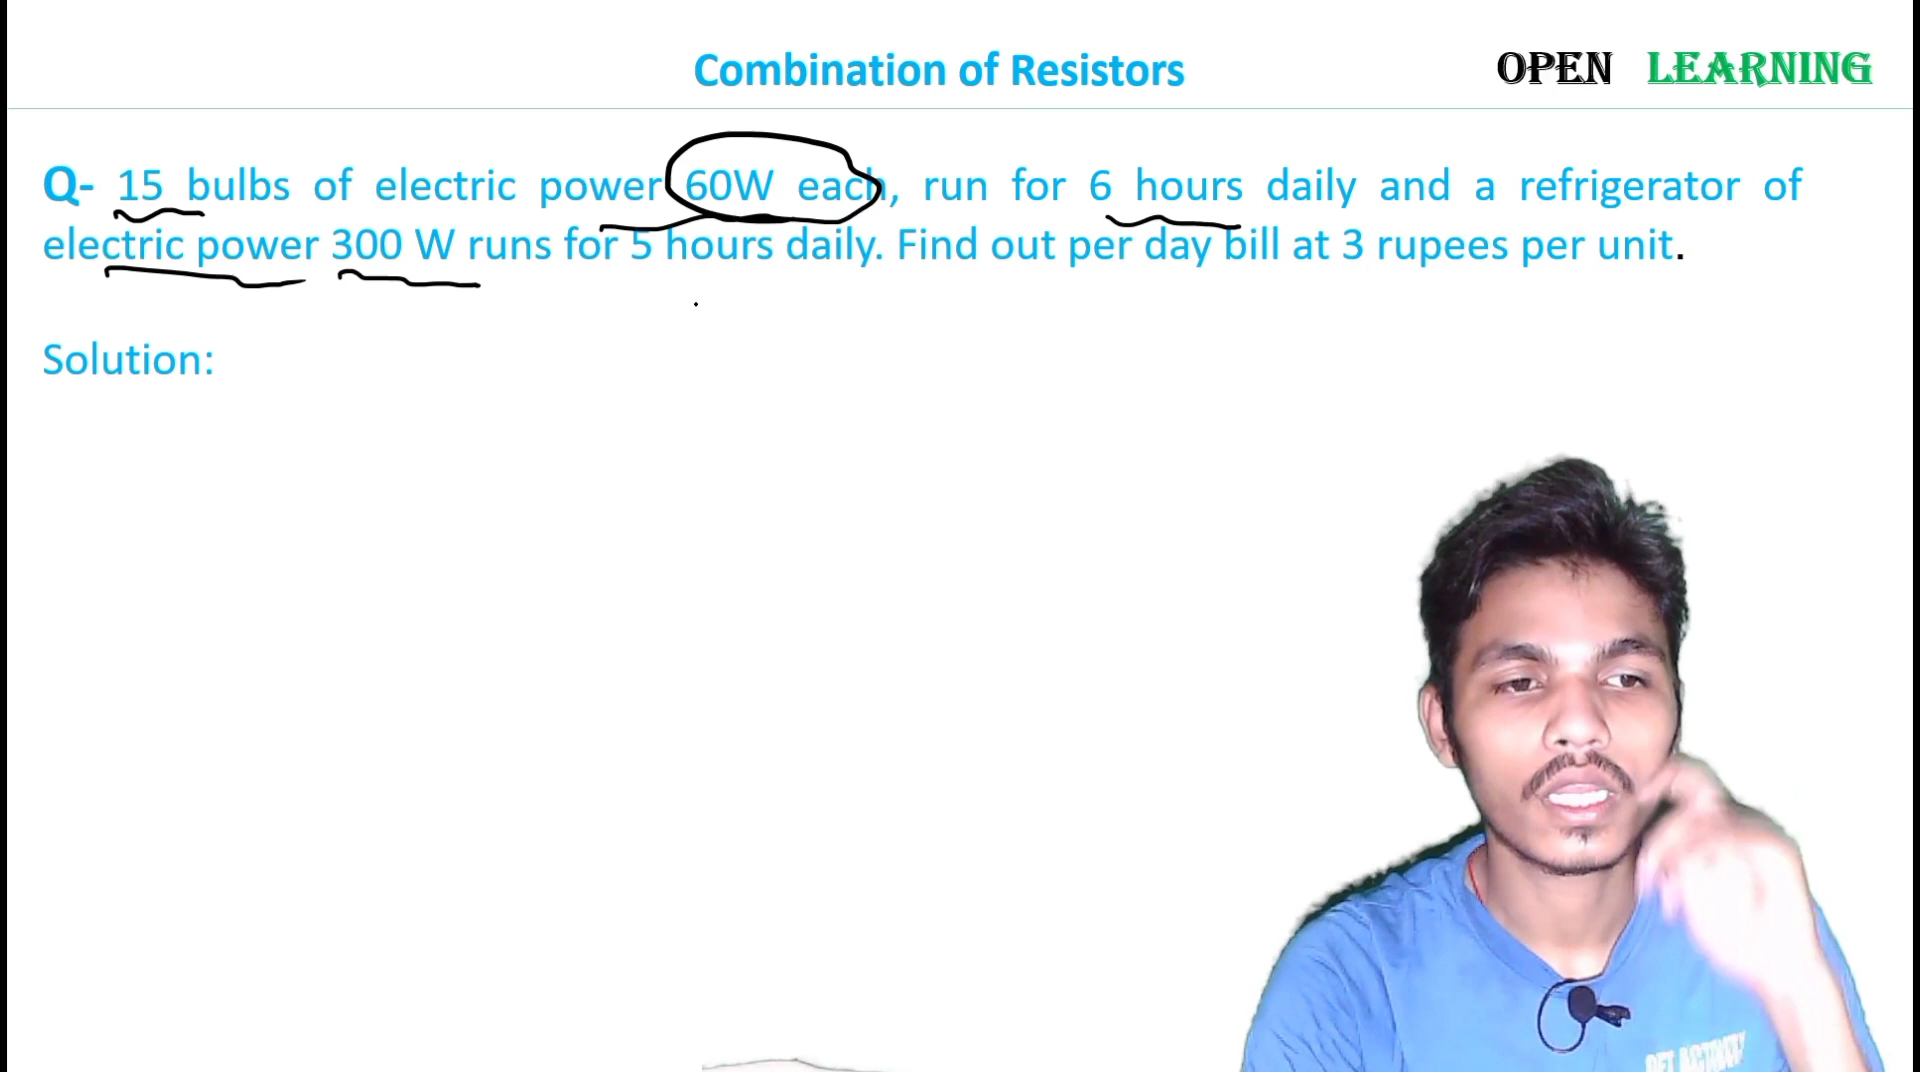 Combination of Resistors
OPEN LEARNING
Q- 15 bulbs of electric power 60W each, run for 6 hours daily and a refrigerator of
electric power 300 W runs for 5 hours daily. Find out per day bill at 3 rupees per unit.
Solution: